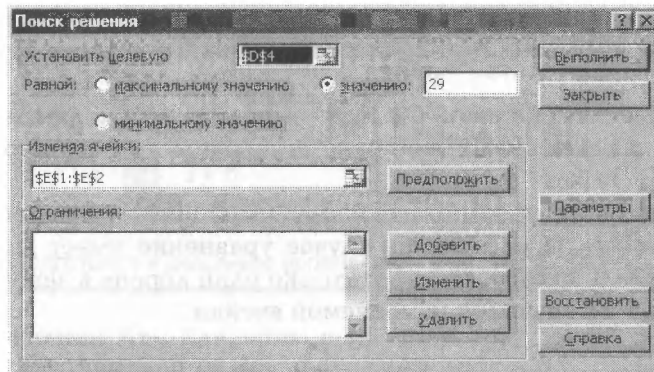 Поиск решения
Установить целевую $D$4 Выполнить
Равной: максимальному значению значению: 29 Закрыть
минимальному значению
Изменяя ячейки:
$E$1:$E$2 Предположить
Ограничения: Параметры
Добавить
Изменить
Удалить
Восстановить
Справка